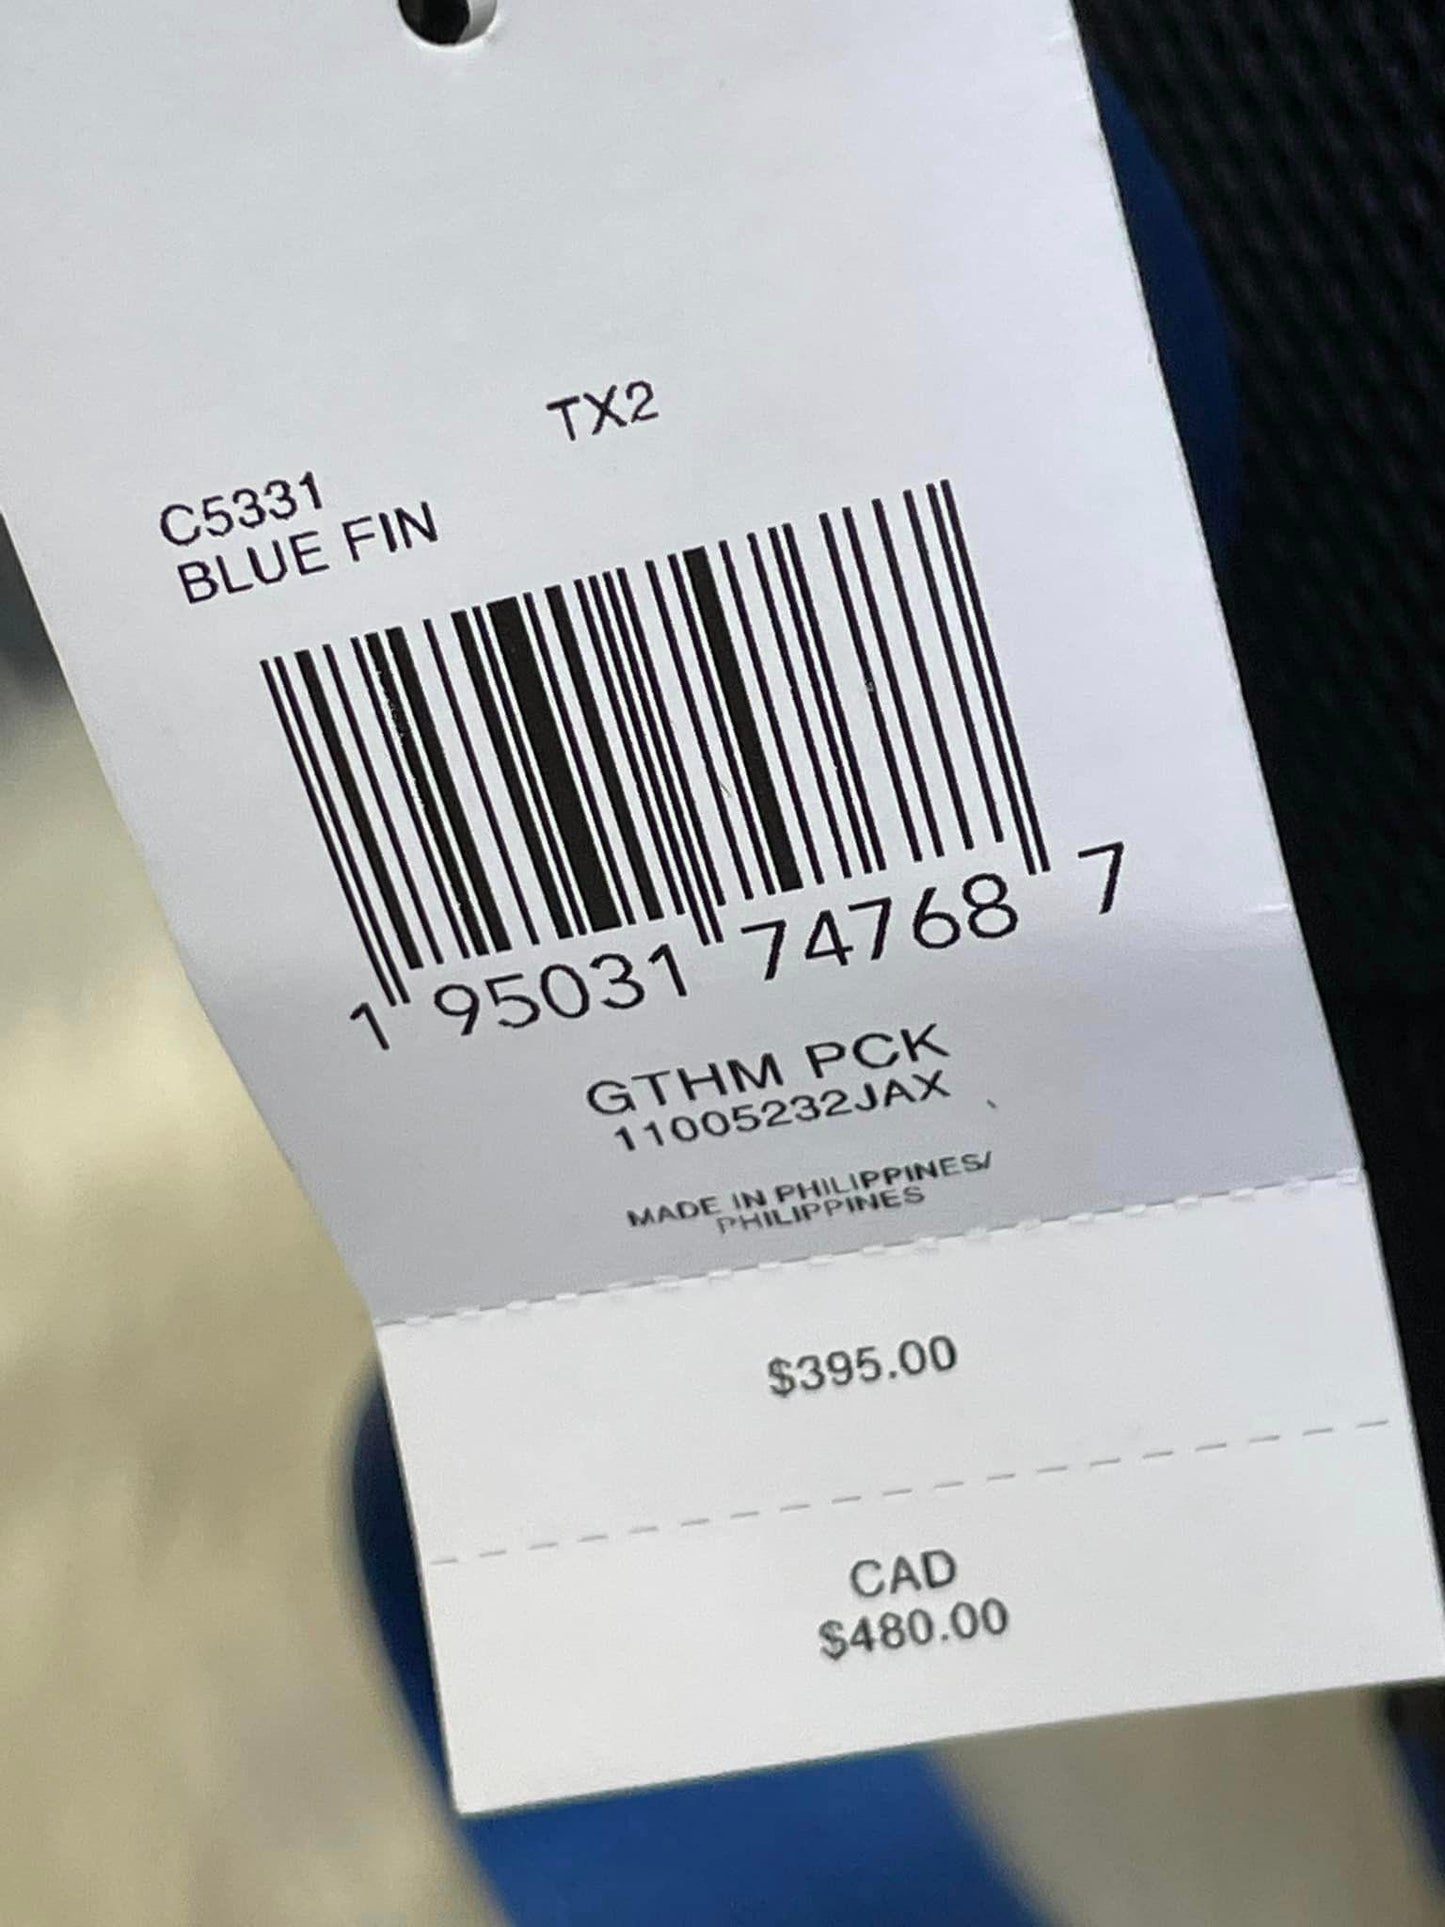 TX2
C5331
BLUE FIN
1 95031 74768 7
GTHM PCK
11005232JAX
MADE IN PHILIPPINES/
PHILIPPINES
$395.00
CAD
$480.00